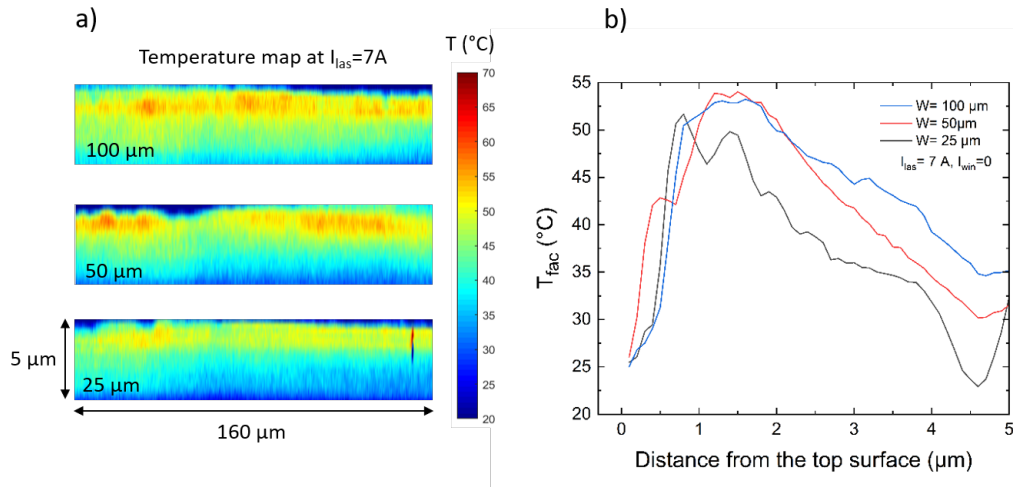 a)
Temperature map at Ilas=7A
T (°C)
100 µm
50 µm
25 µm
5 µm
160 µm
70
65
60
55
50
45
40
35
30
25
20
b)
Tfac (°C)
55
50
45
40
35
30
25
20
W= 100 µm
W= 50µm
W= 25 µm
Ilas= 7 A, Iwin=0
0
1
2
3
4
5
Distance from the top surface (µm)